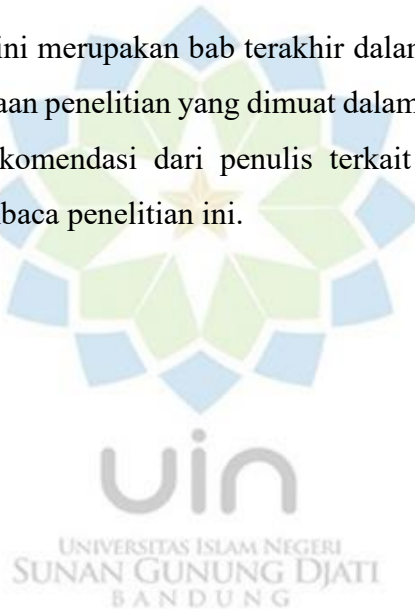 ini merupakan bab terakhir dalam
aan penelitian yang dimuat dalam
komendasi dari penulis terkait
baca penelitian ini.
uin
UNIVERSITAS ISLAM NEGERI
SUNAN GUNUNG DJATI
BANDUNG